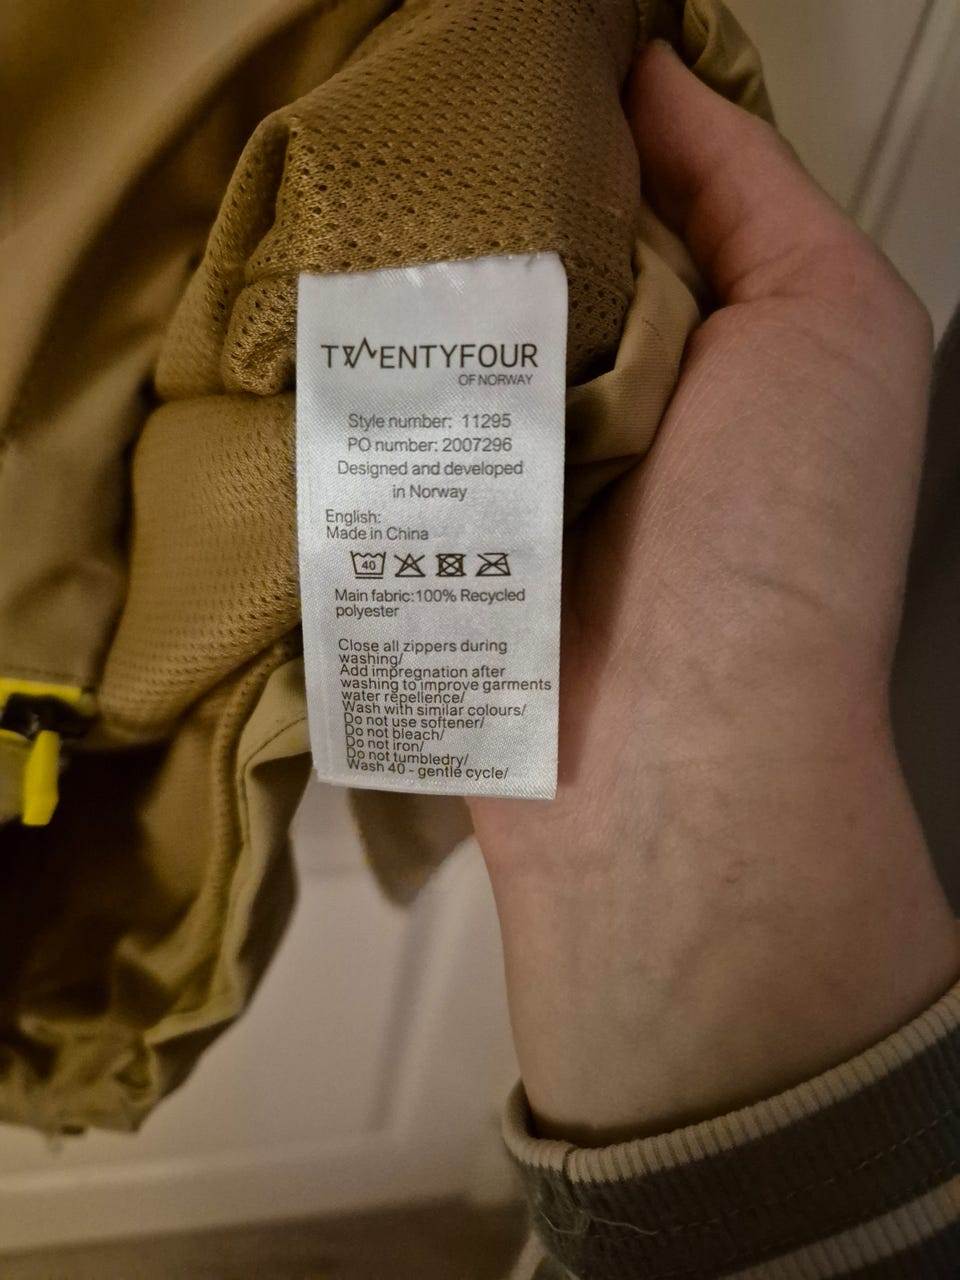 TWENTYFOUR
OF NORWAY
Style number: 11295
PO number: 2007296
Designed and developed
in Norway
English:
Made in China
40
Main fabric:100% Recycled
polyester
Close all zippers during
washing/
Add impregnation after
washing to improve garments
water repellence/
Wash with similar colours/
Do not use softener/
Do not bleach/
Do not iron/
Do not tumbledry/
Wash 40 - gentle cycle/